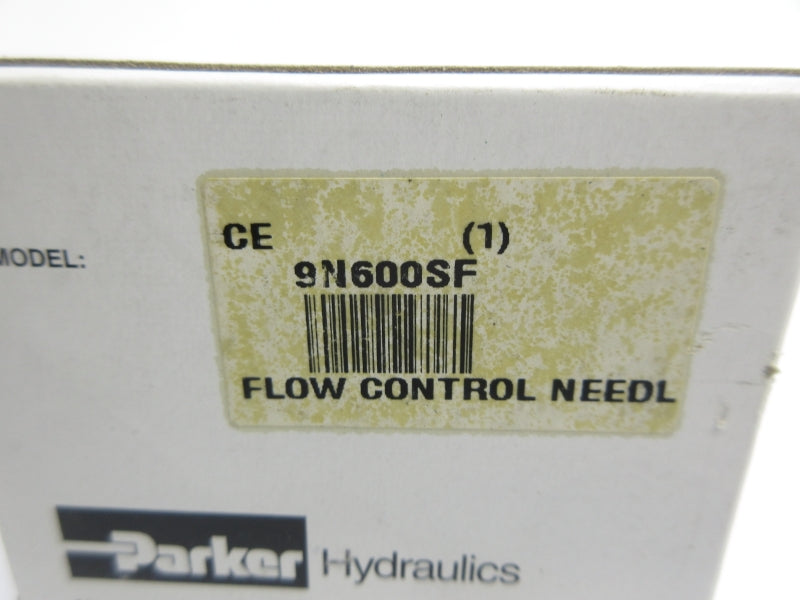 CE (1)
MODEL:
9N600SF
FLOW CONTROL NEEDL
Parker Hydraulics